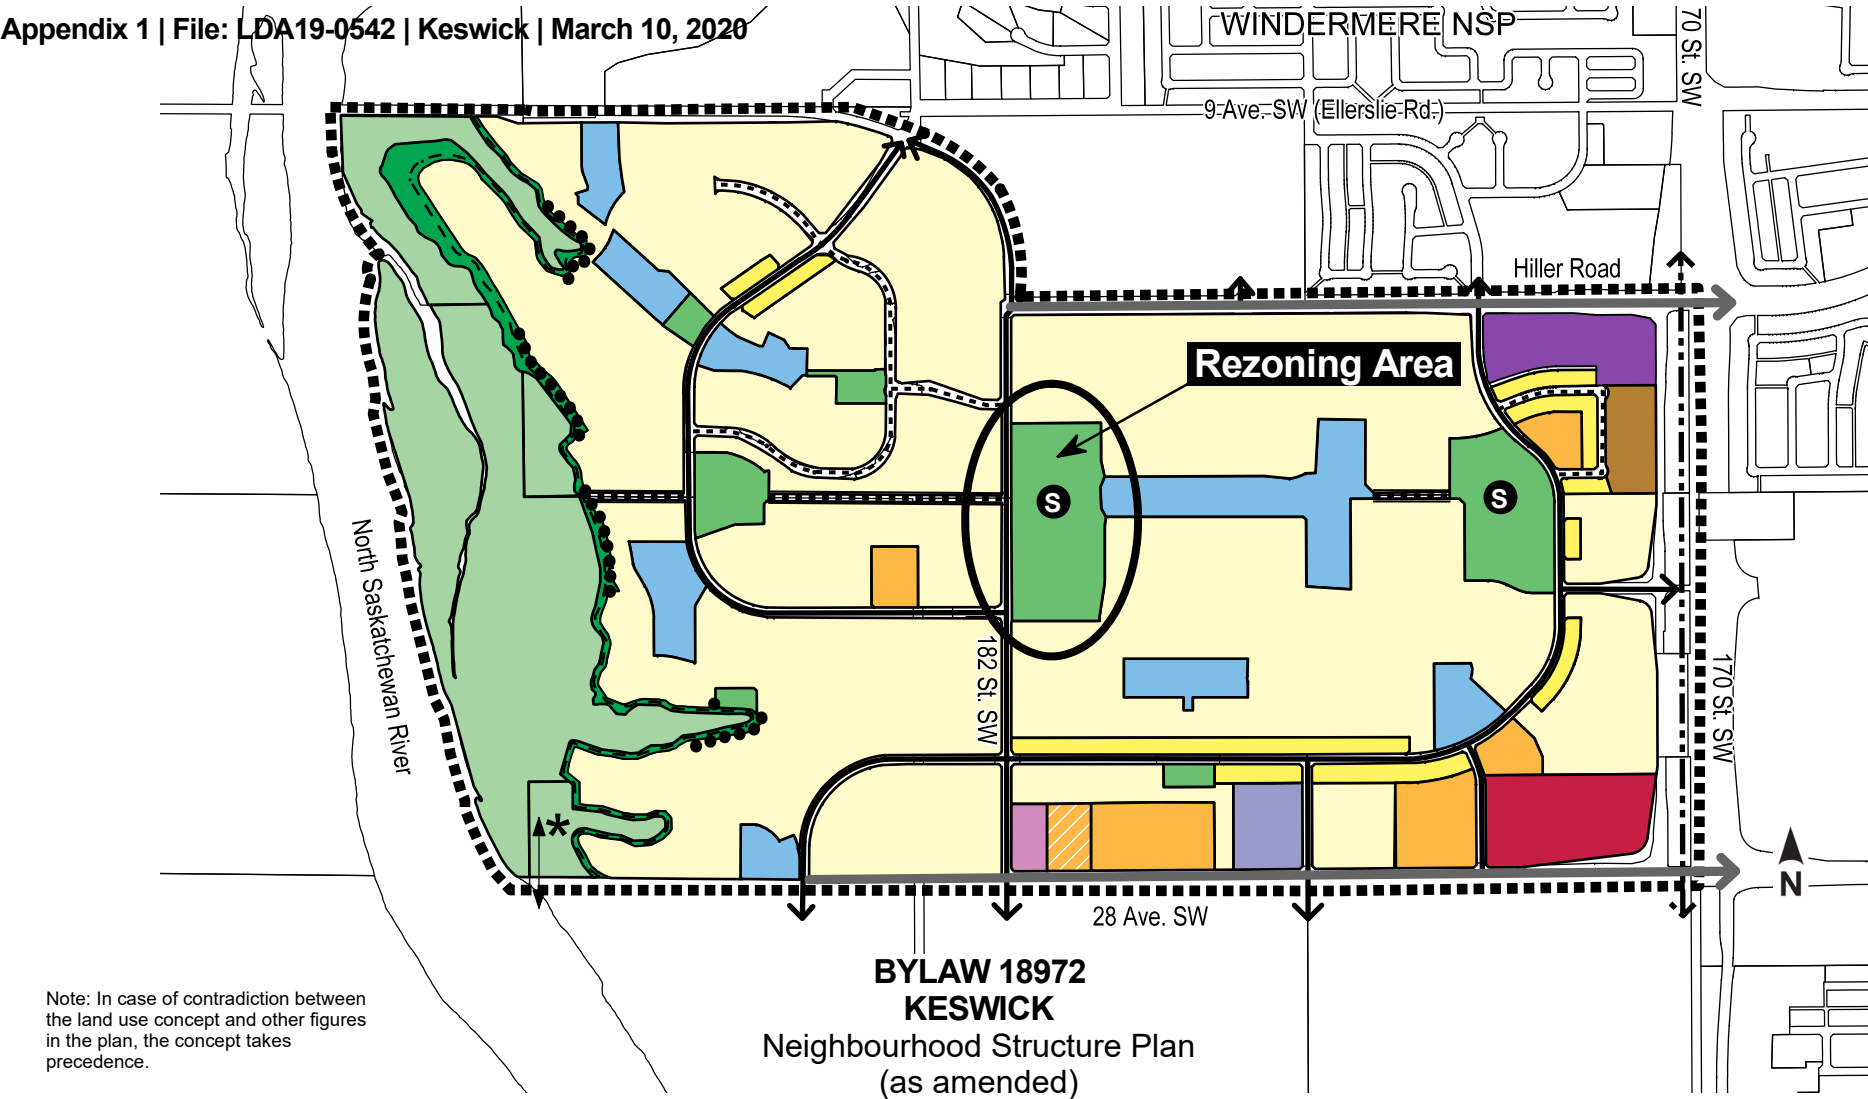 Appendix 1 | File: LDA19-0542 | Keswick | March 10, 2020
WINDERMERE NSP
170 St. SW
9 Ave. SW (Ellerslie Rd.)
Hiller Road
Rezoning Area
S
S
North Saskatchewan River
182 St. SW
170 St. SW
*
N
28 Ave. SW
BYLAW 18972
KESWICK
Neighbourhood Structure Plan
(as amended)
Note: In case of contradiction between
the land use concept and other figures
in the plan, the concept takes
precedence.